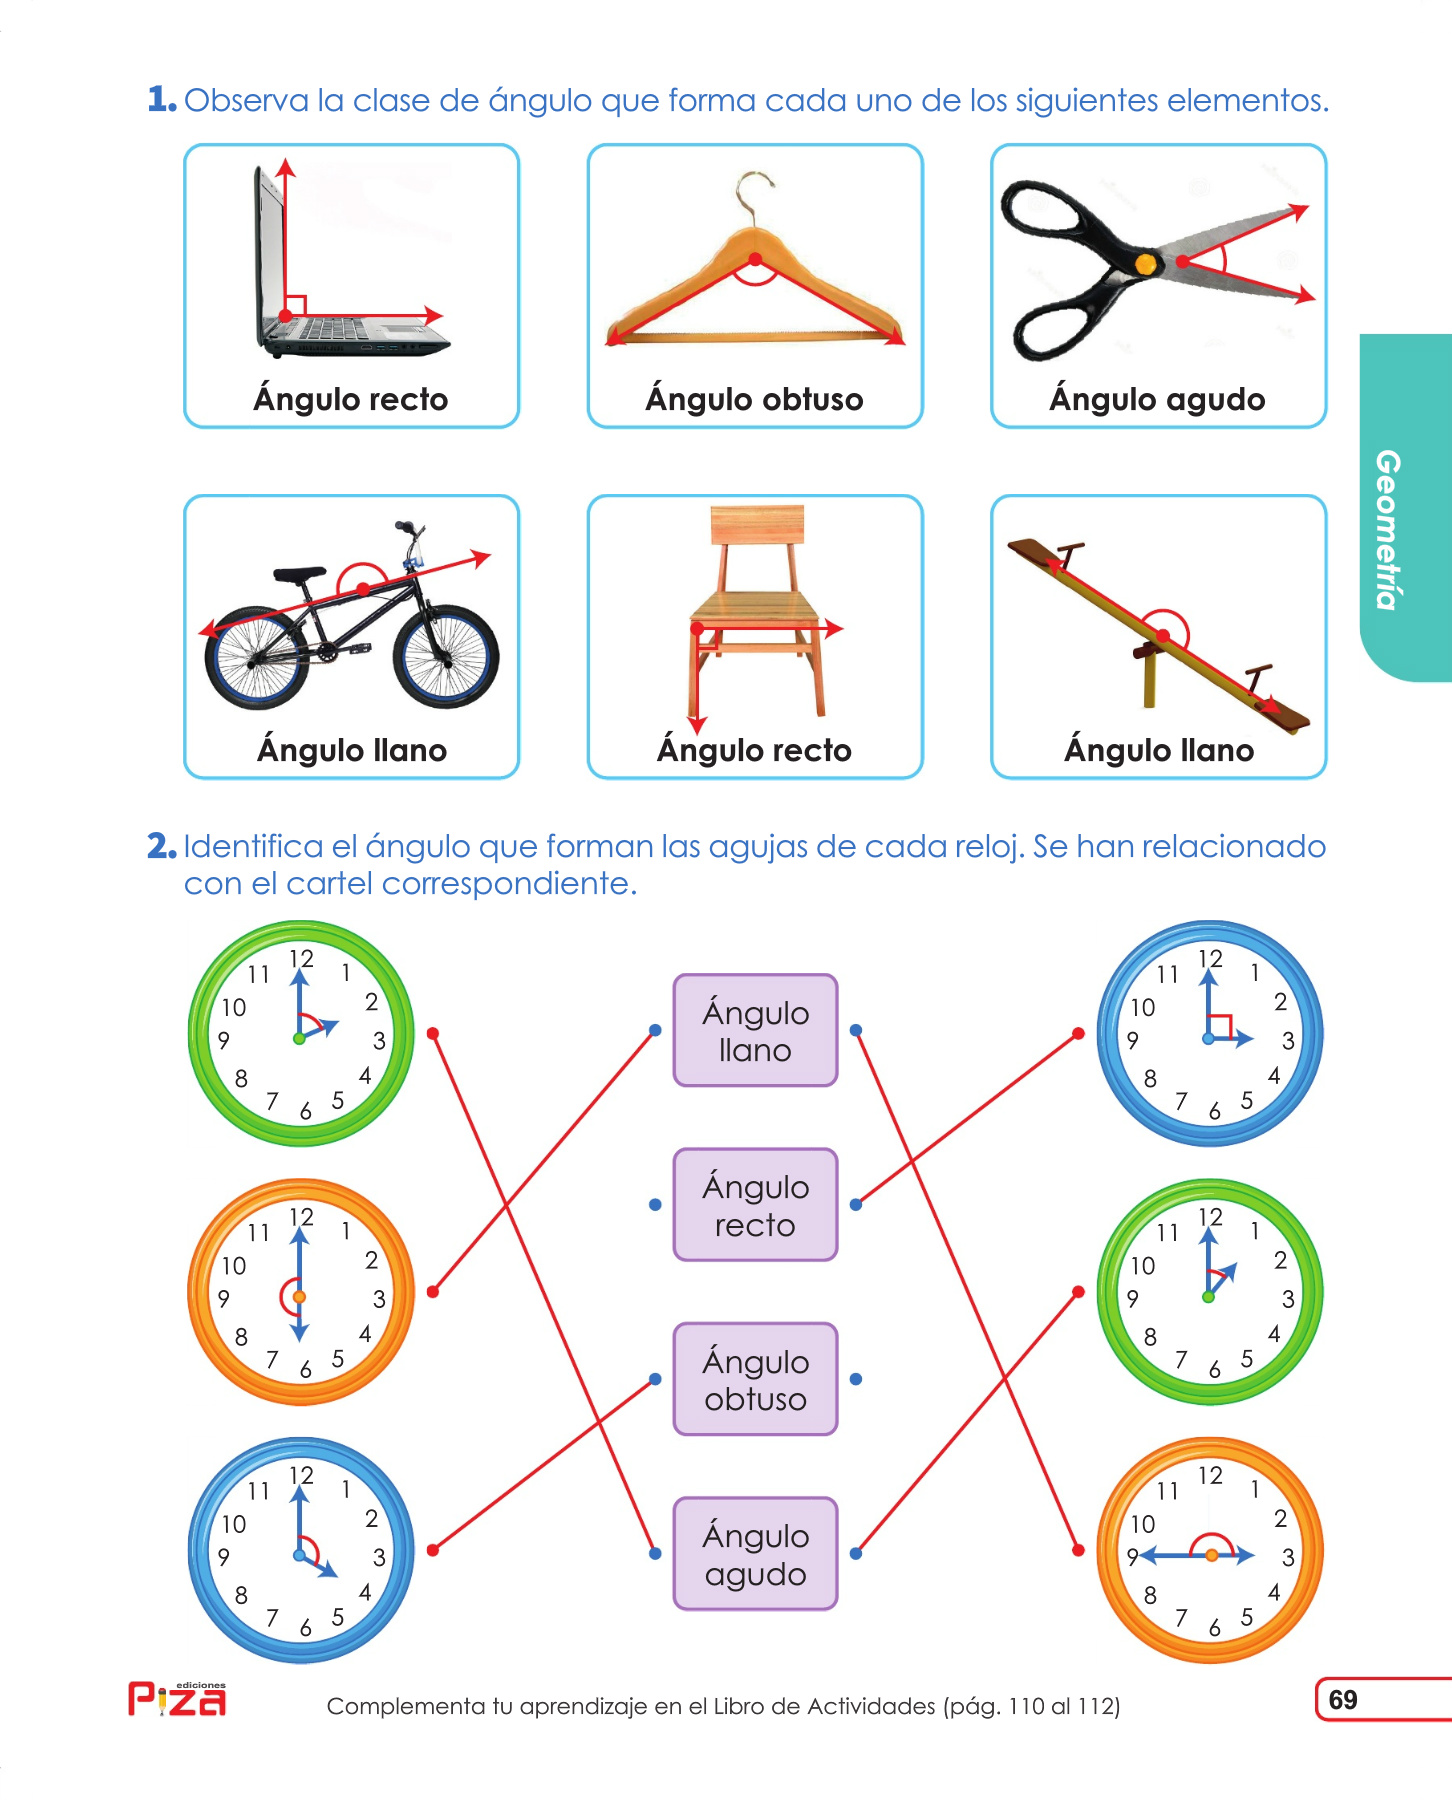 1. Observa la clase de ángulo que forma cada uno de los siguientes elementos.
Ángulo recto
Ángulo obtuso
Ángulo agudo
Ángulo llano
Ángulo recto
Ángulo llano
Geometría
2. Identifica el ángulo que forman las agujas de cada reloj. Se han relacionado
con el cartel correspondiente.
12 1 2 3 4 5 6 7 8 9 10 11
12 1 2 3 4 5 6 7 8 9 10 11
12 1 2 3 4 5 6 7 8 9 10 11
Ángulo
llano
Ángulo
recto
Ángulo
obtuso
Ángulo
agudo
12 1 2 3 4 5 6 7 8 9 10 11
12 1 2 3 4 5 6 7 8 9 10 11
12 1 2 3 4 5 6 7 8 9 10 11
ediciones
Piza
Complementa tu aprendizaje en el Libro de Actividades (pág. 110 al 112)
69